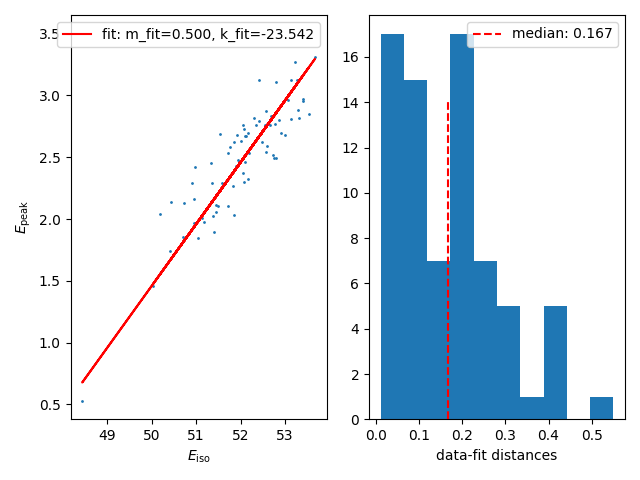 fit: m_fit=0.500, k_fit=-23.542
3.5
3.0
2.5
2.0
1.5
1.0
0.5
E_peak
49 50 51 52 53
E_iso
median: 0.167
16
14
12
10
8
6
4
2
0
0.0 0.1 0.2 0.3 0.4 0.5
data-fit distances